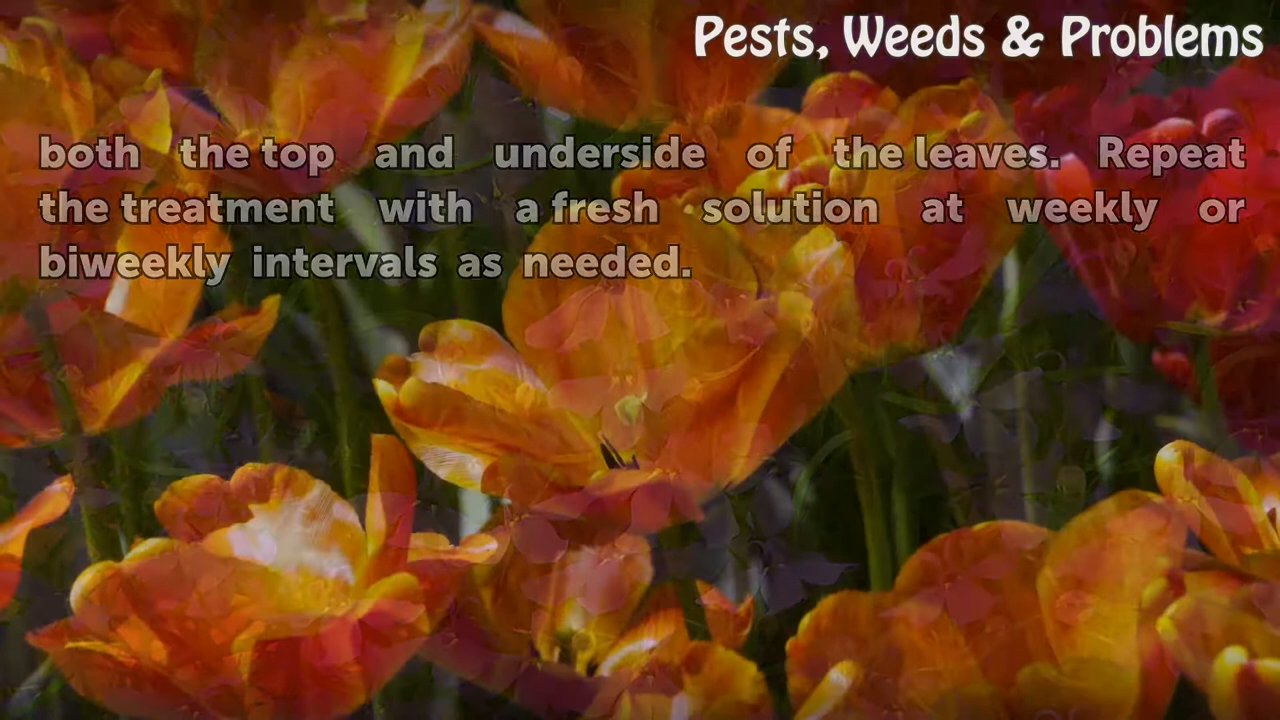 Pests, Weeds & Problems
both the top and underside of the leaves. Repeat
the treatment with a fresh solution at weekly or
biweekly intervals as needed.